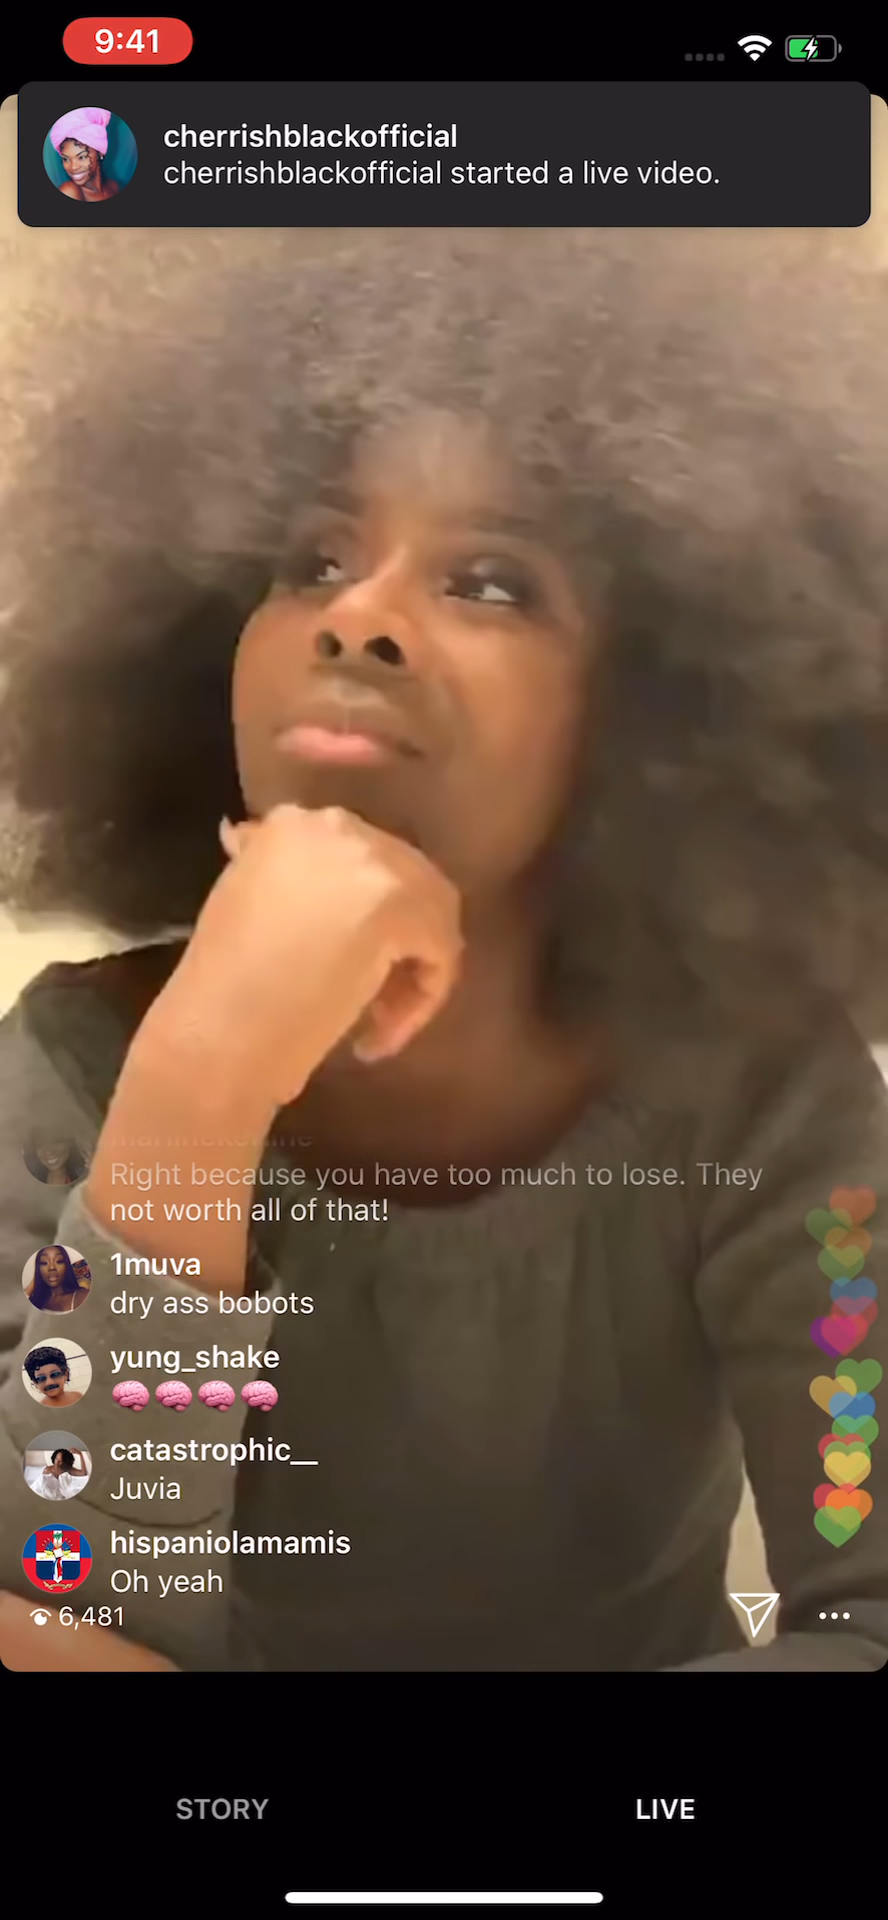 9:41
cherrishblackofficial
cherrishblackofficial started a live video.
Right because you have too much to lose. They
not worth all of that!
1muva
dry ass bobots
yung_shake
🧠🧠🧠🧠
catastrophic__
Juvia
hispaniolamamis
Oh yeah
6,481
STORY
LIVE